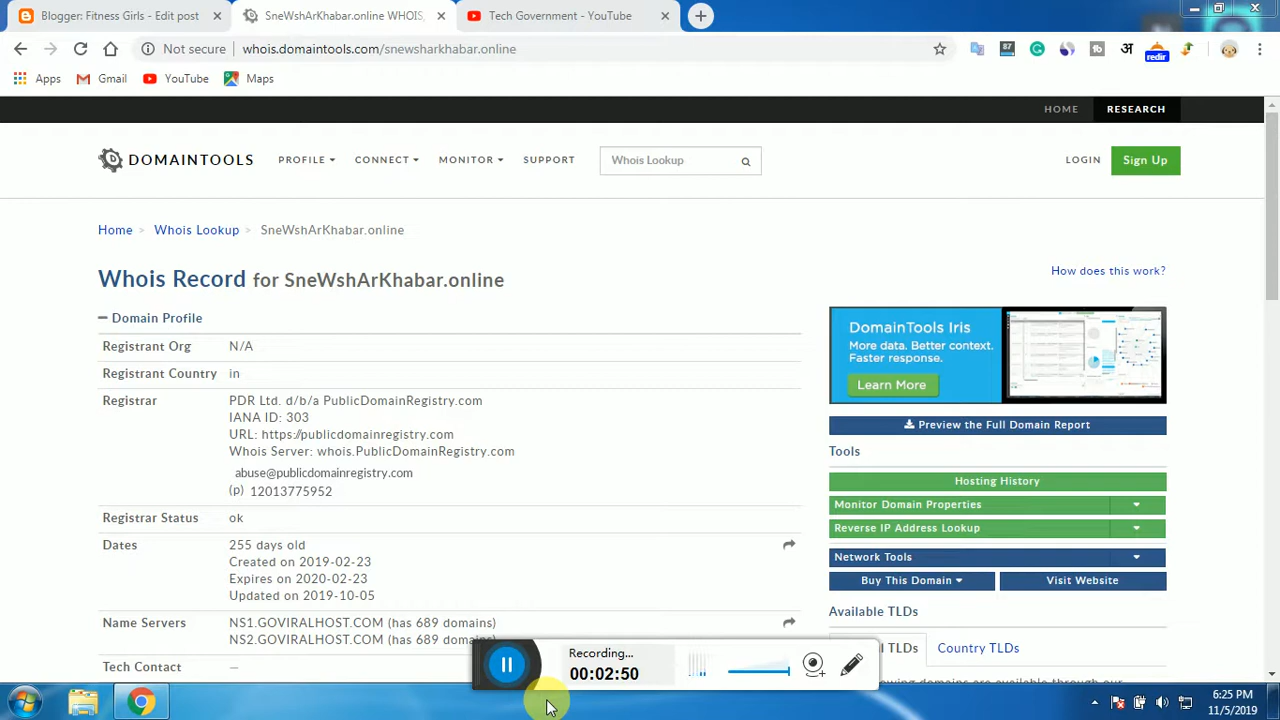 Blogger: Fitness Girls - Edit post
SneWshArKhabar.online WHOIS,
Tech Government - YouTube
Not secure
whois.domaintools.com/snewsharkhabar.online
87
अ
redir
Apps
Gmail
YouTube
Maps
HOME
RESEARCH
DOMAINTOOLS
PROFILE
CONNECT
MONITOR
SUPPORT
Whois Lookup
LOGIN
Sign Up
Home > Whois Lookup > SneWshArKhabar.online
Whois Record for SneWshArKhabar.online
How does this work?
Domain Profile
Registrant Org N/A
Registrant Country in
Registrar PDR Ltd. d/b/a PublicDomainRegistry.com
IANA ID: 303
URL: https://publicdomainregistry.com
Whois Server: whois.PublicDomainRegistry.com
abuse@publicdomainregistry.com
(p) 12013775952
Registrar Status ok
Dates 255 days old
Created on 2019-02-23
Expires on 2020-02-23
Updated on 2019-10-05
Name Servers NS1.GOVIRALHOST.COM (has 689 domains)
NS2.GOVIRALHOST.COM (has 689 domains)
Tech Contact —
DomainTools Iris
More data. Better context.
Faster response.
Learn More
Preview the Full Domain Report
Tools
Hosting History
Monitor Domain Properties
Reverse IP Address Lookup
Network Tools
Buy This Domain
Visit Website
Available TLDs
TLDs
Country TLDs
Recording...
00:02:50
6:25 PM
11/5/2019